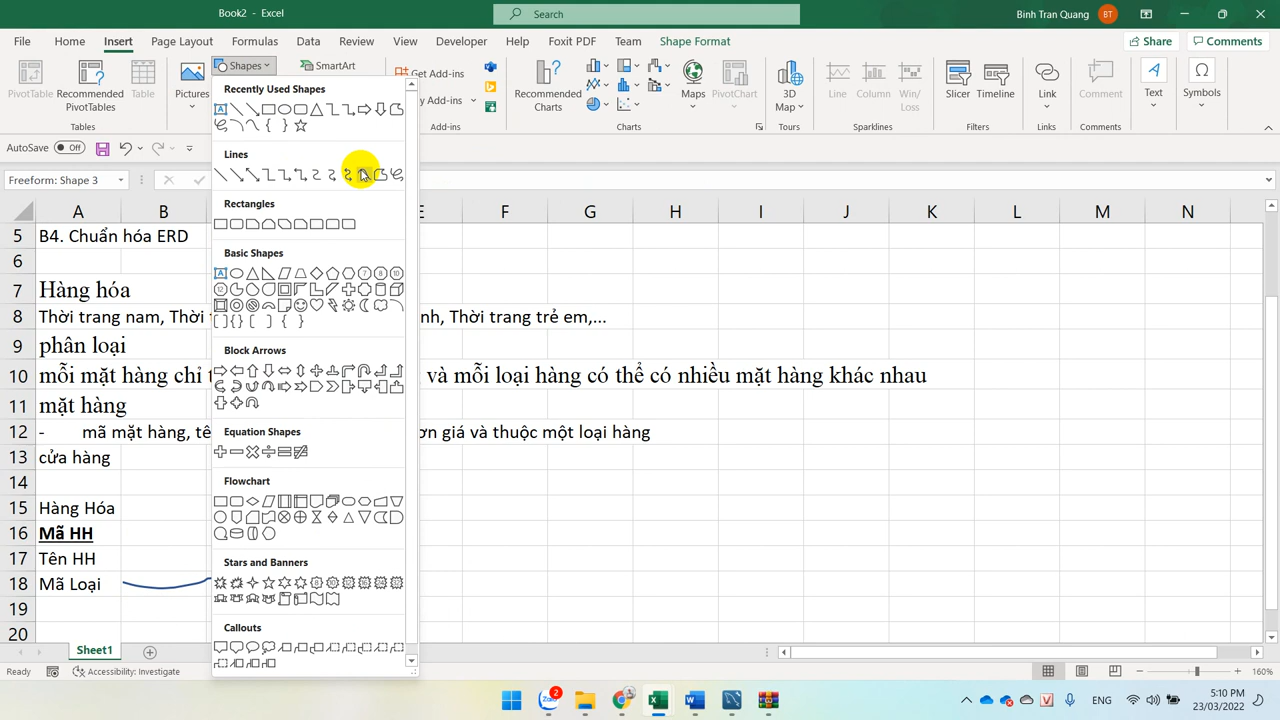 Book2 - Excel
Search
Binh Tran Quang
BT
File
Home
Insert
Page Layout
Formulas
Data
Review
View
Developer
Help
Foxit PDF
Team
Shape Format
Share
Comments
PivotTable
Recommended PivotTables
Table
Tables
Pictures
Shapes
SmartArt
Get Add-ins
Add-ins
Recommended Charts
Maps
PivotChart
Charts
3D Map
Tours
Line
Column
Win/ Loss
Sparklines
Slicer
Timeline
Filters
Link
Links
Comment
Comments
Text
Symbols
AutoSave
Off
Freeform: Shape 3
Recently Used Shapes
Lines
Rectangles
Basic Shapes
Block Arrows
Equation Shapes
Flowchart
Stars and Banners
Callouts
A B E F G H I J K L M N
5 B4. Chuẩn hóa ERD
6
7 Hàng hóa
8 Thời trang nam, Thời nh, Thời trang trẻ em,...
9 phân loại
10 mỗi mặt hàng chỉ và mỗi loại hàng có thể có nhiều mặt hàng khác nhau
11 mặt hàng
12 - mã mặt hàng, tê ơn giá và thuộc một loại hàng
13 cửa hàng
14
15 Hàng Hóa
16 Mã HH
17 Tên HH
18 Mã Loại
19
20
Sheet1
Ready
Accessibility: Investigate
160%
2
ENG
5:10 PM
23/03/2022